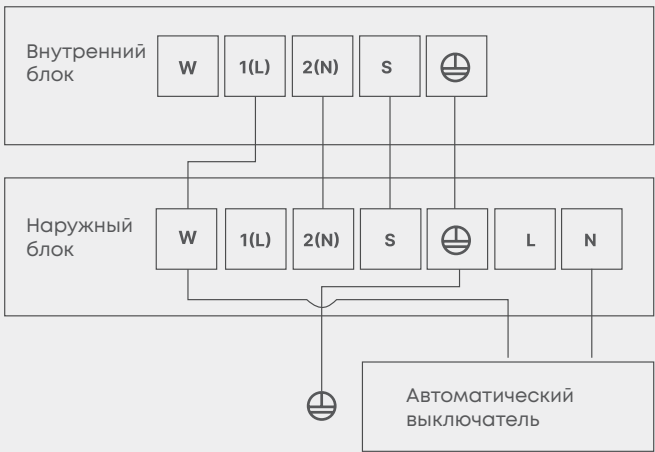 Внутренний
блок
W 1(L) 2(N) S
Наружный
блок
W 1(L) 2(N) S L N
Автоматический
выключатель